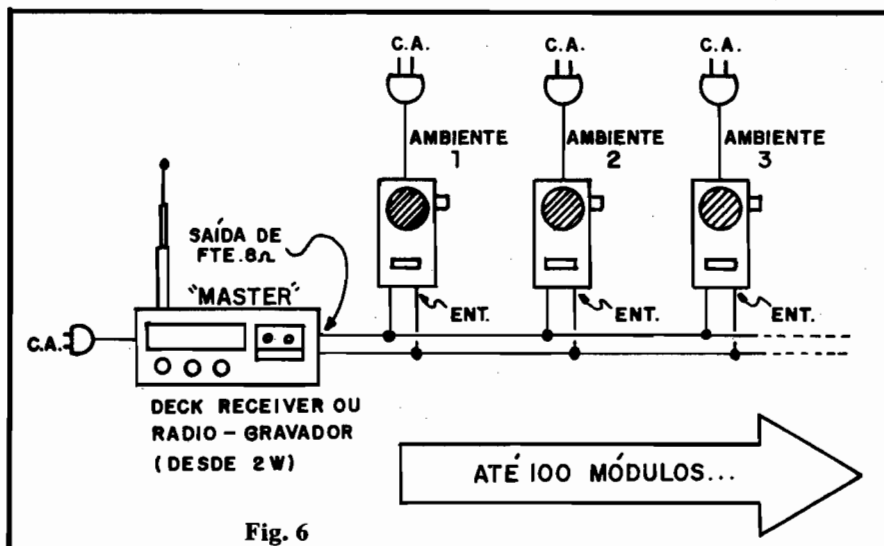 C.A.
C.A.
C.A.
AMBIENTE
1
AMBIENTE
2
AMBIENTE
3
SAÍDA DE
FTE.8Ω
"MASTER"
ENT.
ENT.
ENT.
C.A.
DECK RECEIVER OU
RADIO-GRAVADOR
(DESDE 2W)
ATÉ 100 MÓDULOS...
Fig. 6